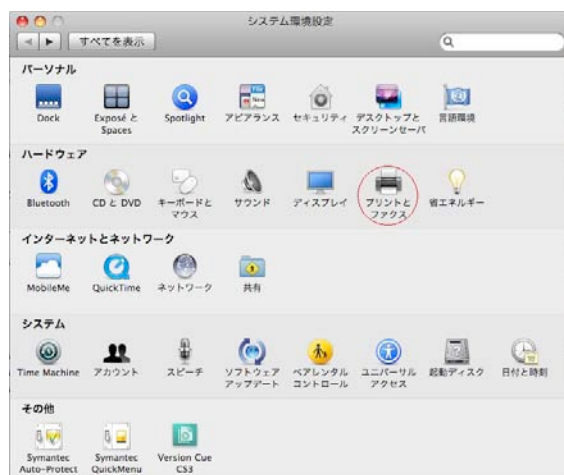 システム環境設定
すべてを表示
パーソナル
Dock
Exposé と
Spaces
Spotlight
アピアランス
セキュリティ
デスクトップと
スクリーンセーバ
言語環境
ハードウェア
Bluetooth
CD と DVD
キーボードと
マウス
サウンド
ディスプレイ
プリントと
ファクス
省エネルギー
インターネットとネットワーク
MobileMe
QuickTime
ネットワーク
共有
システム
Time Machine
アカウント
スピーチ
ソフトウェア
アップデート
ペアレンタル
コントロール
ユニバーサル
アクセス
起動ディスク
日付と時刻
その他
Symantec
Auto-Protect
Symantec
QuickMenu
Version Cue
CS3